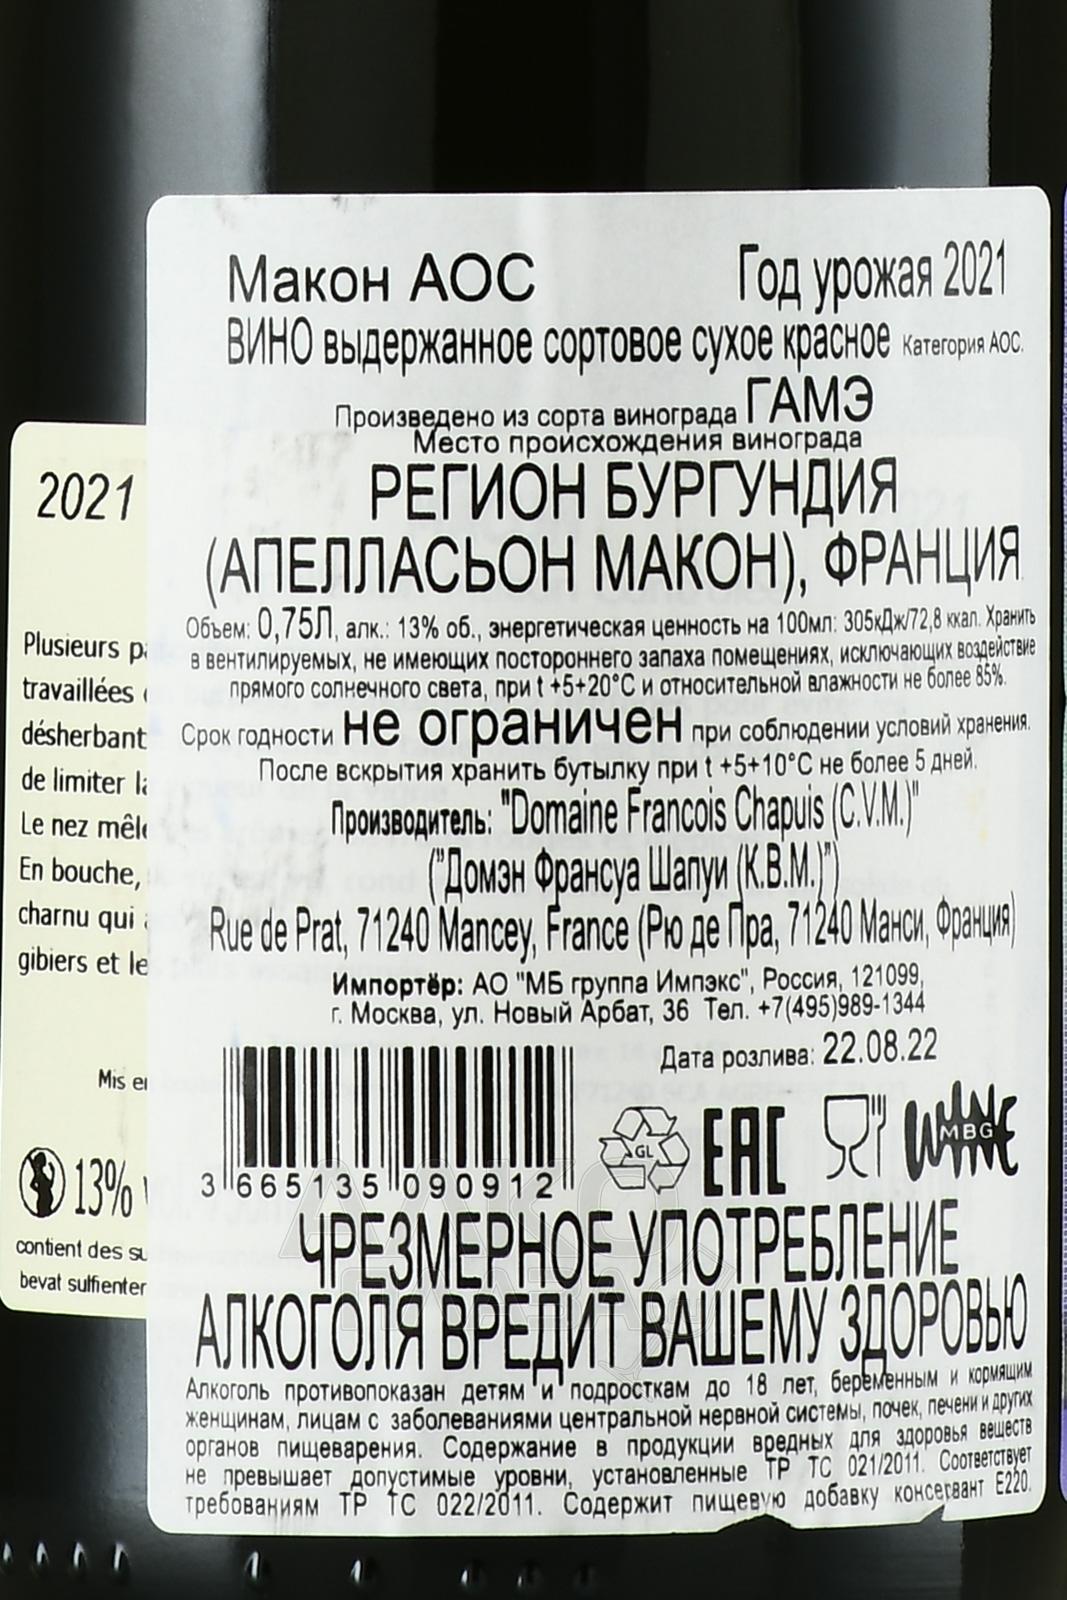 Макон АОС
Год урожая 2021
ВИНО выдержанное сортовое сухое красное Категория АОС.
Произведено из сорта винограда ГАМЭ
Место происхождения винограда
РЕГИОН БУРГУНДИЯ
(АПЕЛЛАСЬОН МАКОН), ФРАНЦИЯ
Объем: 0,75Л, алк.: 13% об., энергетическая ценность на 100мл: 305кДж/72,8 ккал. Хранить
в вентилируемых, не имеющих постороннего запаха помещениях, исключающих воздействие
прямого солнечного света, при t +5+20°C и относительной влажности не более 85%.
Срок годности не ограничен при соблюдении условий хранения.
После вскрытия хранить бутылку при t +5+10°C не более 5 дней.
Производитель: "Domaine Francois Chapuis (C.V.M.)"
("Домэн Франсуа Шапуи (К.В.М.)")
Rue de Prat, 71240 Mancey, France (Рю де Пра, 71240 Манси, Франция)
Импортёр: АО "МБ группа Импэкс", Россия, 121099,
г. Москва, ул. Новый Арбат, 36 Тел. +7(495)989-1344
Дата розлива: 22.08.22
3 665135 090912
GL
EAC
WINE
MBG
ЧРЕЗМЕРНОЕ УПОТРЕБЛЕНИЕ
АЛКОГОЛЯ ВРЕДИТ ВАШЕМУ ЗДОРОВЬЮ
Алкоголь противопоказан детям и подросткам до 18 лет, беременным и кормящим
женщинам, лицам с заболеваниями центральной нервной системы, почек, печени и других
органов пищеварения. Содержание в продукции вредных для здоровья веществ
не превышает допустимые уровни, установленные ТР ТС 021/2011. Соответствует
требованиям ТР ТС 022/2011. Содержит пищевую добавку консервант Е220.
2021
Plusieurs
travaillées
désherbant
de limiter
Le nez
En bouche,
charnu qui
gibiers et
Mis
13%
contient des
bevat